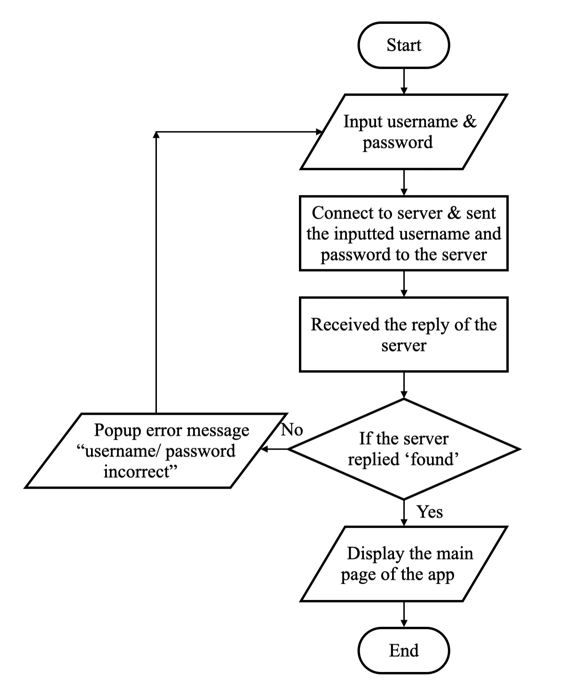 Start
Input username &
password
Connect to server & sent
the inputted username and
password to the server
Received the reply of the
server
If the server
replied ‘found’
No
Popup error message
“username/ password
incorrect”
Yes
Display the main
page of the app
End